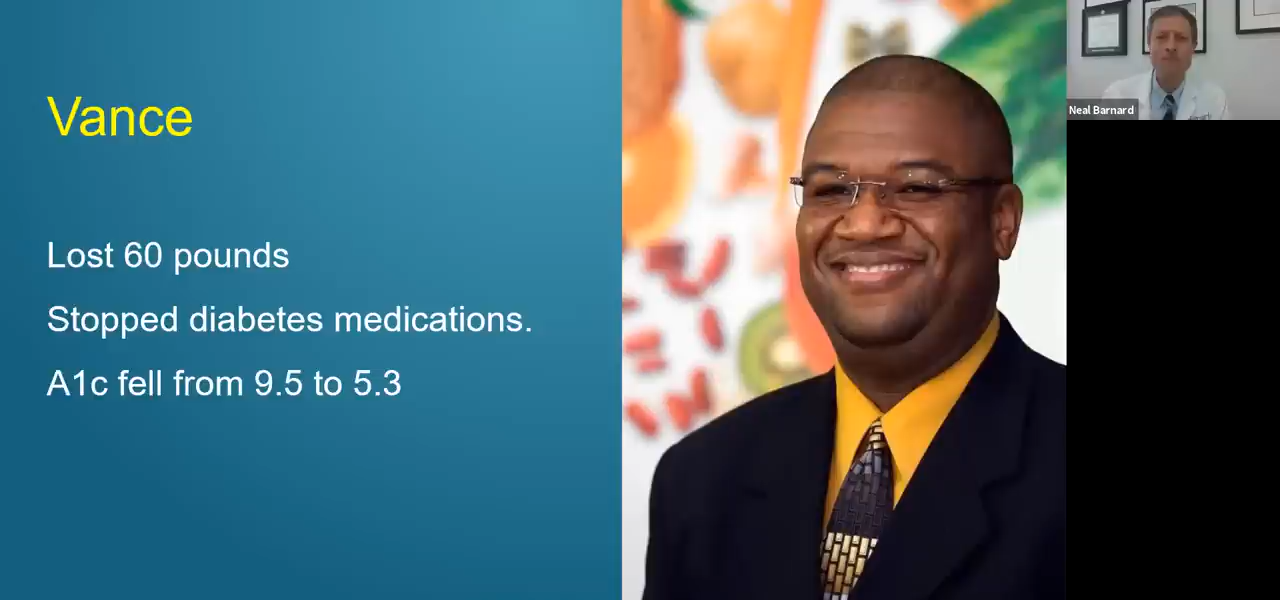 Vance
Lost 60 pounds
Stopped diabetes medications.
A1c fell from 9.5 to 5.3
Neal Barnard